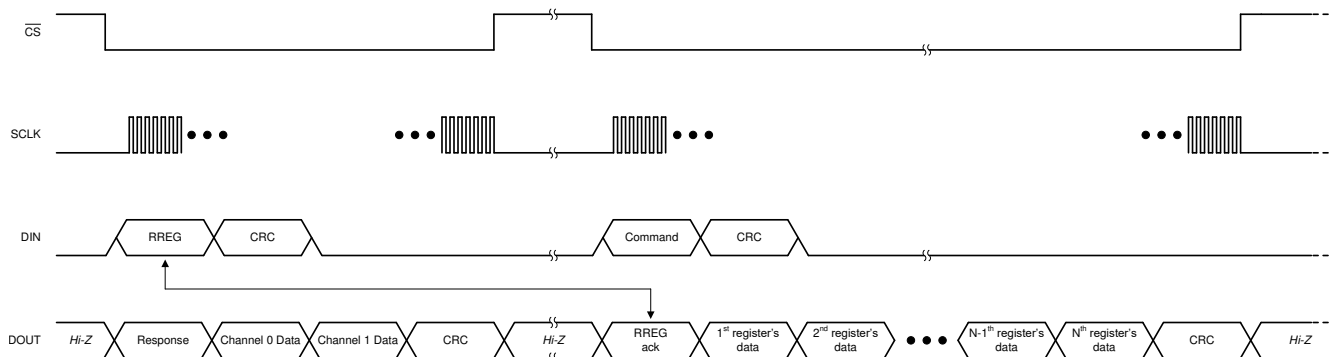 CS
SCLK
DIN
RREG
CRC
Command
CRC
DOUT
Hi-Z
Response
Channel 0 Data
Channel 1 Data
CRC
Hi-Z
RREG
ack
1st register's
data
2nd register's
data
N-1th register's
data
Nth register's
data
CRC
Hi-Z